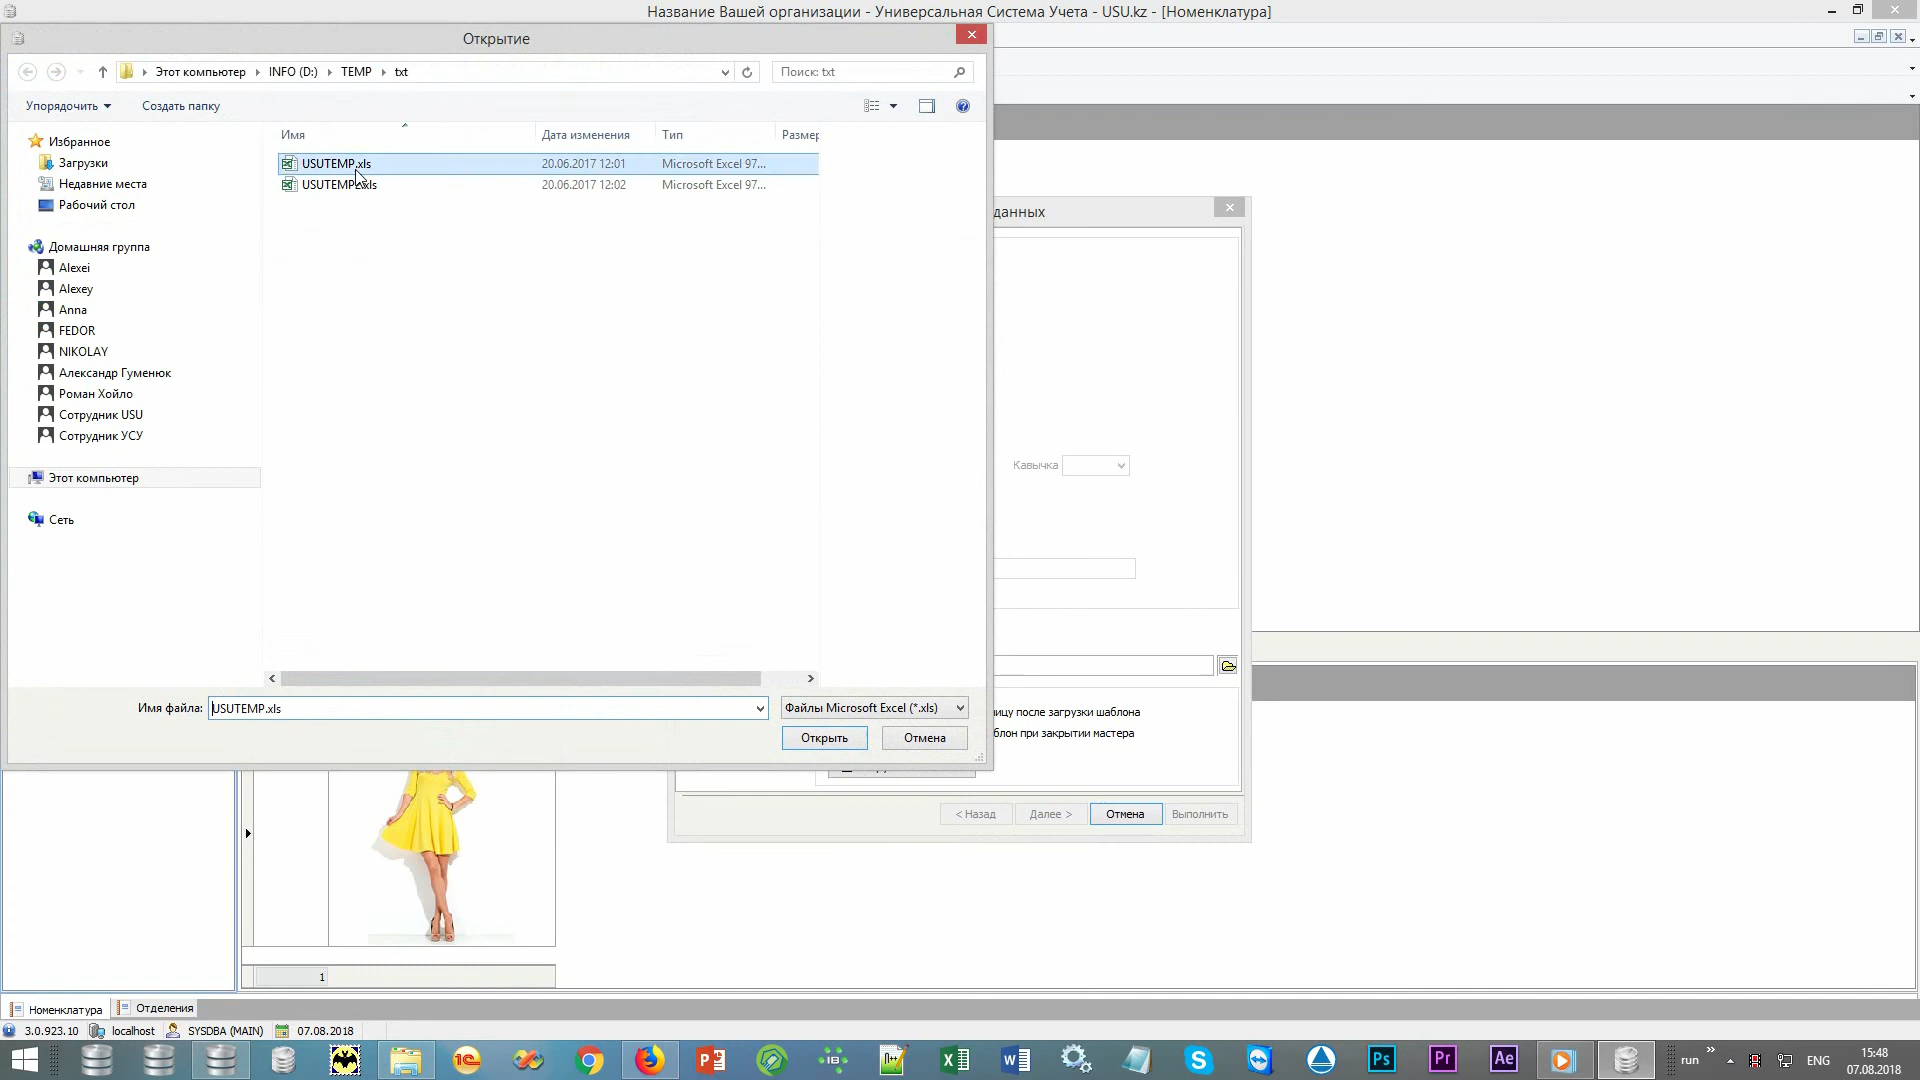 Название Вашей организации - Универсальная Система Учета - USU.kz - [Номенклатура]
Открытие
Этот компьютер
INFO (D:)
TEMP
txt
Поиск: txt
Упорядочить
Создать папку
Имя
Дата изменения
Тип
Размер
Избранное
Загрузки
Недавние места
Рабочий стол
USUTEMP.xls
20.06.2017 12:01
Microsoft Excel 97...
20.06.2017 12:02
Microsoft Excel 97...
данных
Домашняя группа
Alexei
Alexey
Anna
FEDOR
NIKOLAY
Александр Гуменюк
Роман Хойло
Сотрудник USU
Сотрудник УСУ
Этот компьютер
Сеть
Кавычка
Имя файла:
USUTEMP.xls
Файлы Microsoft Excel (*.xls)
Открыть
Отмена
ицу после загрузки шаблона
блон при закрытии мастера
< Назад
Далее >
Отмена
Выполнить
1
Номенклатура
Отделения
3.0.923.10
localhost
SYSDBA (MAIN)
07.08.2018
Ps
Pr
Ae
run
ENG
15:48
07.08.2018